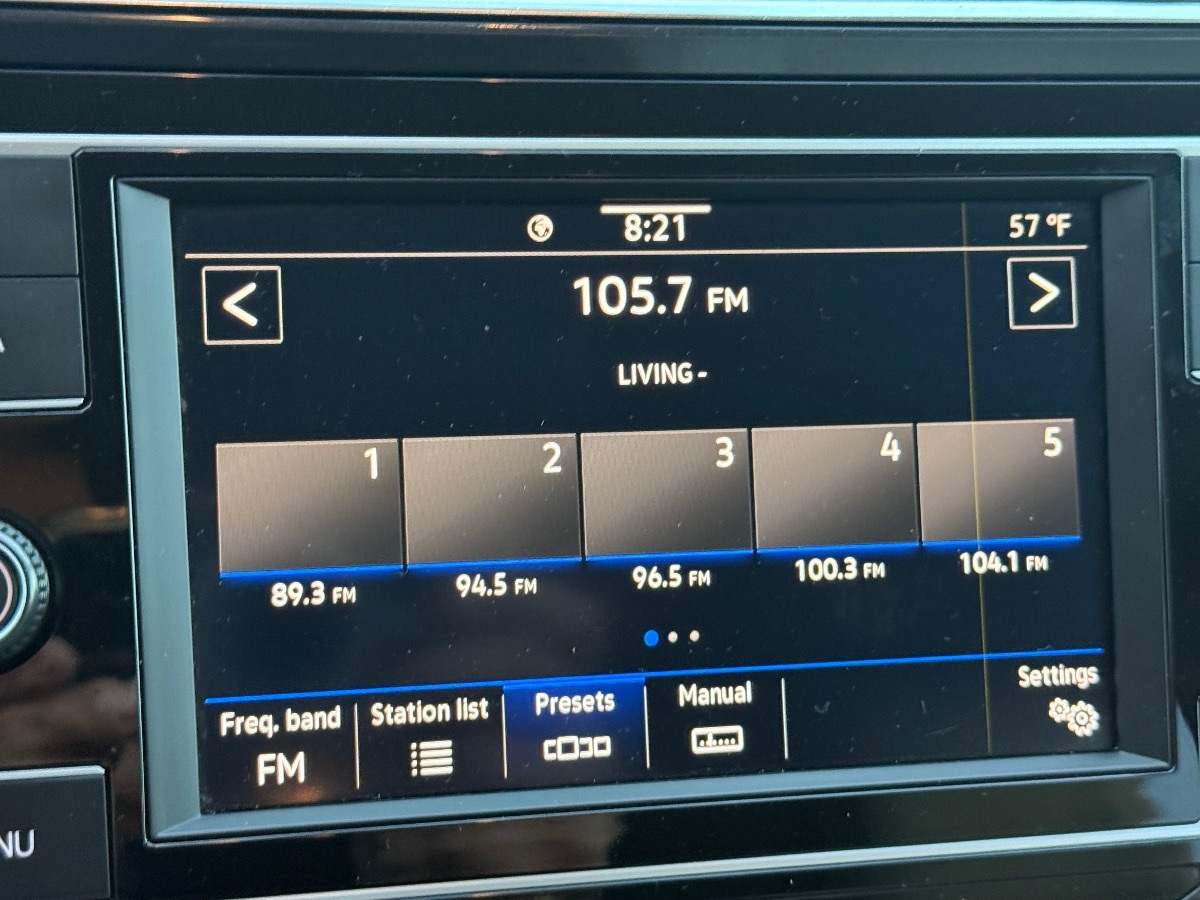 8:21
57 °F
<
105.7 FM
>
LIVING -
1
2
3
4
5
89.3 FM
94.5 FM
96.5 FM
100.3 FM
104.1 FM
Freq. band
Station list
Presets
Manual
Settings
FM
NU